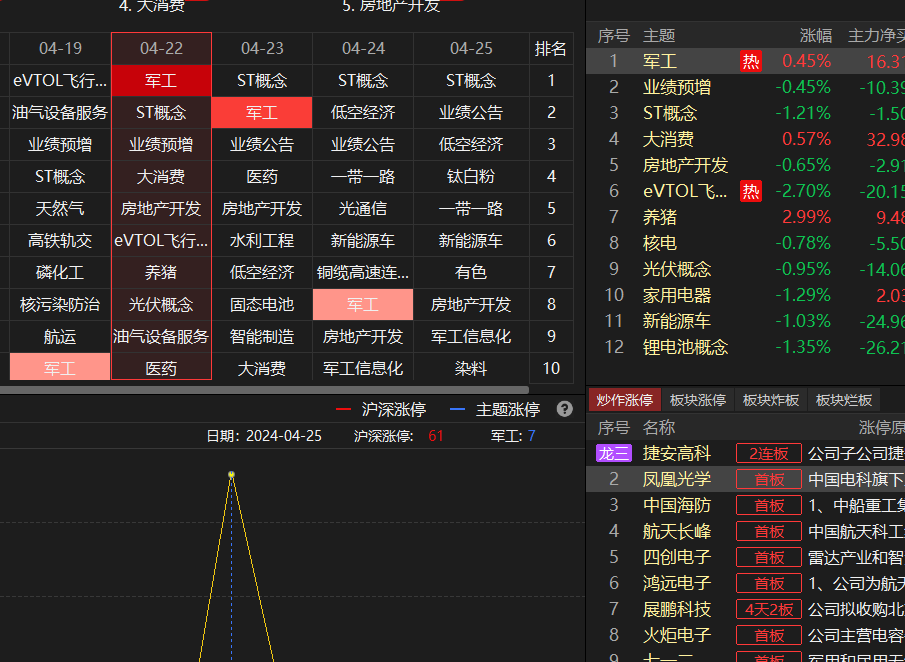 4. 大消费 5. 房地产开发
04-19 04-22 04-23 04-24 04-25 排名
eVTOL飞行... 军工 ST概念 ST概念 ST概念 1
油气设备服务 ST概念 军工 低空经济 业绩公告 2
业绩预增 业绩预增 业绩公告 业绩公告 低空经济 3
ST概念 大消费 医药 一带一路 钛白粉 4
天然气 房地产开发 房地产开发 光通信 一带一路 5
高铁轨交 eVTOL飞行... 水利工程 新能源车 新能源车 6
磷化工 养猪 低空经济 铜缆高速连... 有色 7
核污染防治 光伏概念 固态电池 军工 房地产开发 8
航运 油气设备服务 智能制造 房地产开发 军工信息化 9
军工 医药 大消费 军工信息化 染料 10
沪深涨停 主题涨停 ?
日期: 2024-04-25 沪深涨停: 61 军工: 7
序号 主题 涨幅 主力净买
1 军工 热 0.45% 16.31
2 业绩预增 -0.45% -10.39
3 ST概念 -1.21% -1.50
4 大消费 0.57% 32.98
5 房地产开发 -0.65% -2.91
6 eVTOL飞... 热 -2.70% -20.15
7 养猪 2.99% 9.48
8 核电 -0.78% -5.50
9 光伏概念 -0.95% -14.06
10 家用电器 -1.29% 2.03
11 新能源车 -1.03% -24.96
12 锂电池概念 -1.35% -26.21
炒作涨停 板块涨停 板块炸板 板块烂板
序号 名称 涨停原
龙三 捷安高科 2连板 公司子公司捷
2 凤凰光学 首板 中国电科旗下
3 中国海防 首板 1、中船重工集
4 航天长峰 首板 中国航天科工
5 四创电子 首板 雷达产业和智
6 鸿远电子 首板 1、公司为航天
7 展鹏科技 4天2板 公司拟收购北
8 火炬电子 首板 公司主营电容
9 七一二 首板 军用和民用无